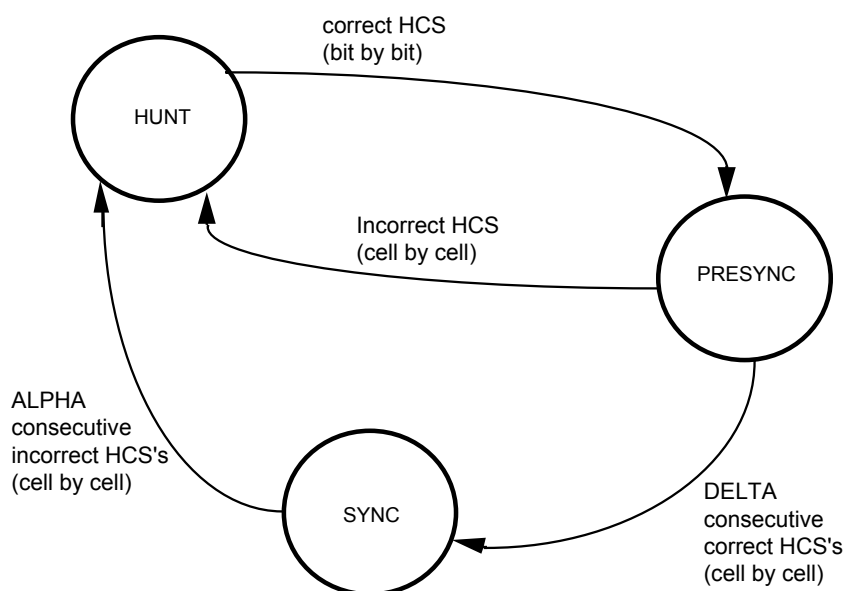 correct HCS
(bit by bit)
HUNT
Incorrect HCS
(cell by cell)
PRESYNC
ALPHA
consecutive
incorrect HCS's
(cell by cell)
SYNC
DELTA
consecutive
correct HCS's
(cell by cell)